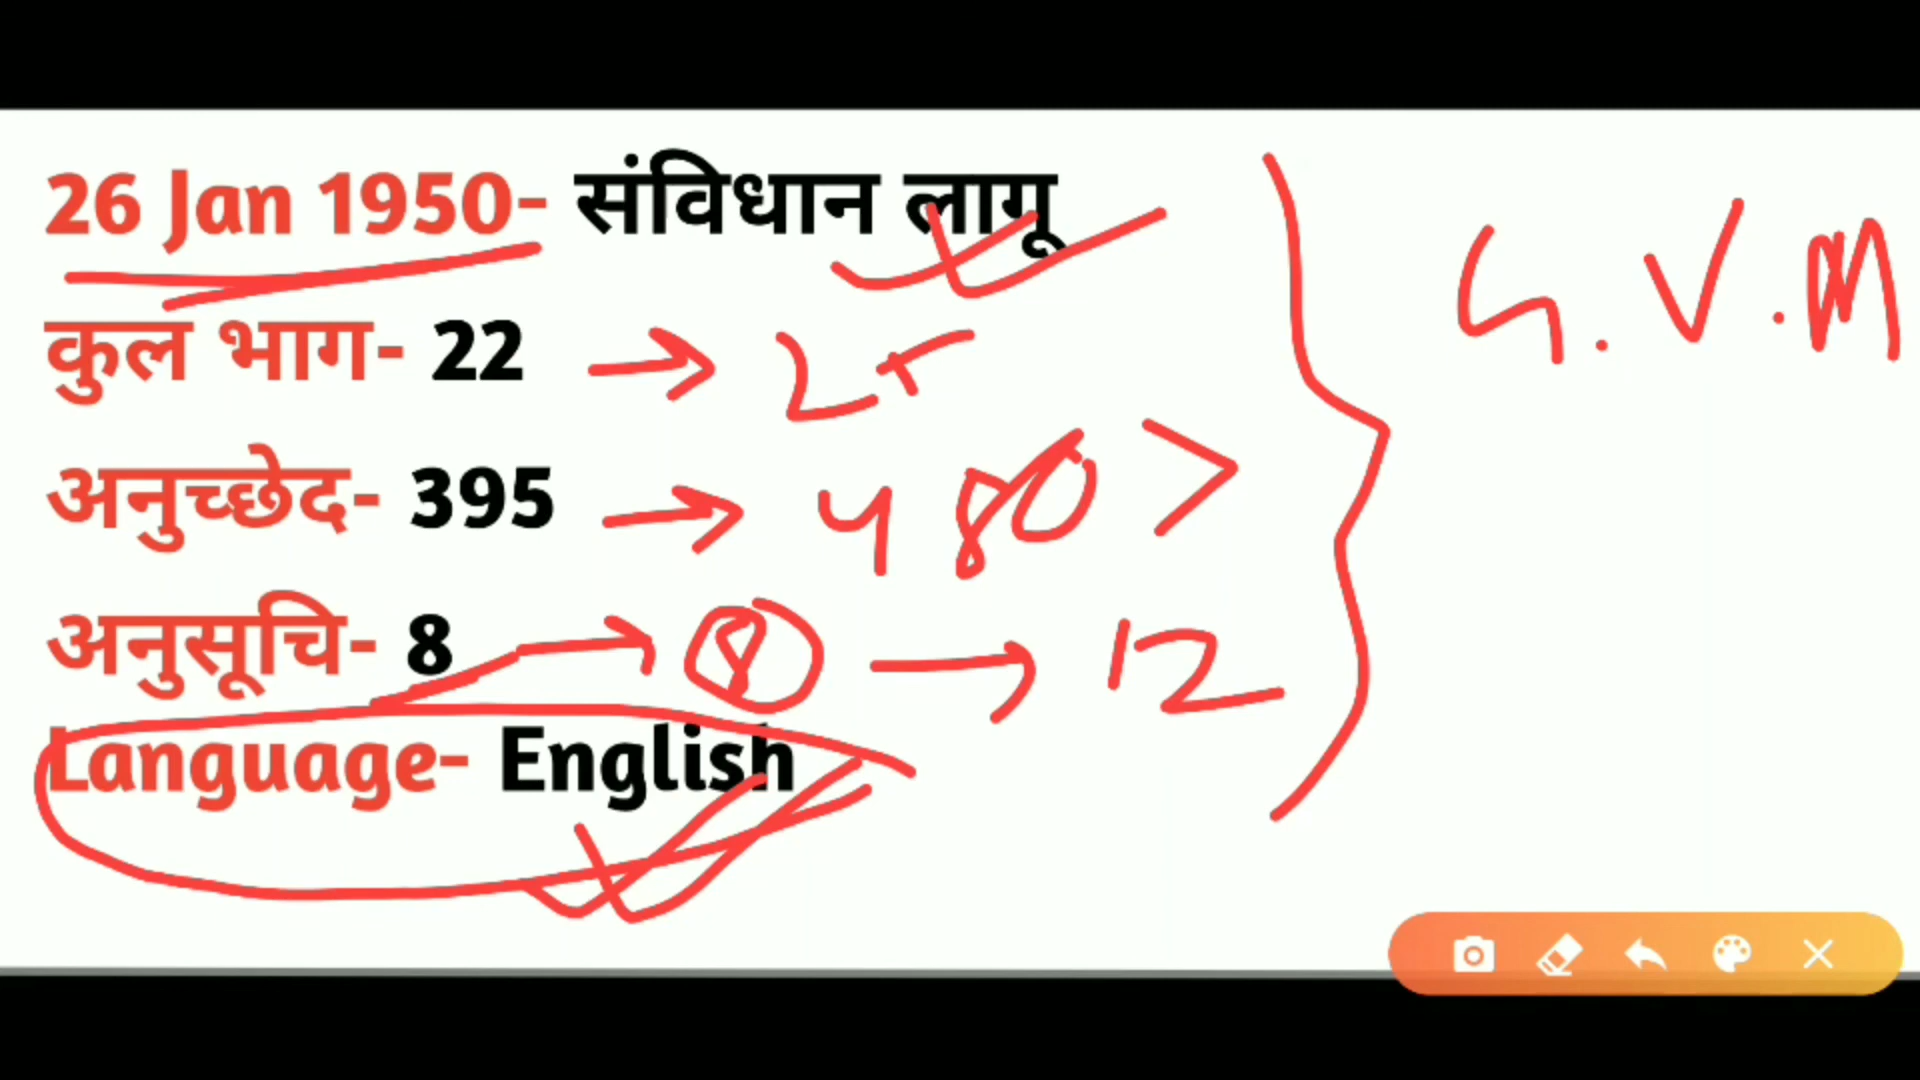 26 Jan 1950- संविधान लागू
कुल भाग- 22 → 25
अनुच्छेद- 395 → 480 >
अनुसूचि- 8 → 8 → 12
Language- English
G.V.M